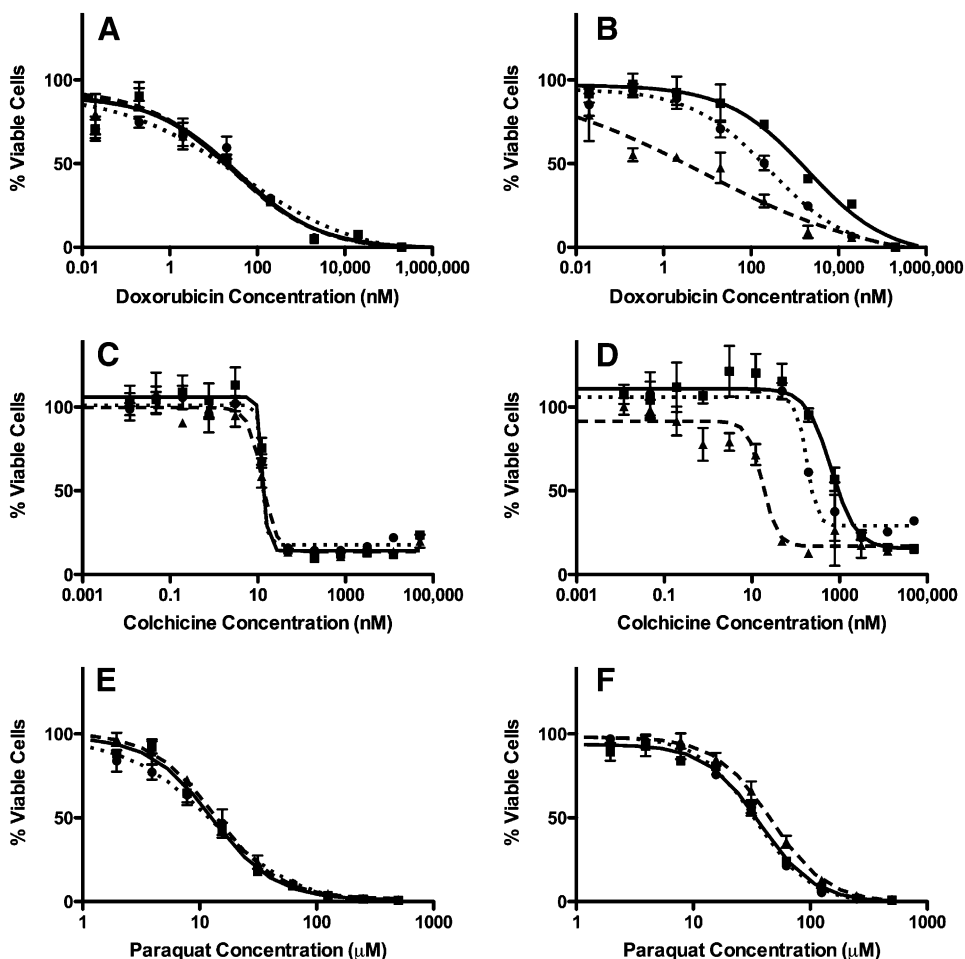 A
% Viable Cells
100
50
0
0.01 1 100 10,000 1,000,000
Doxorubicin Concentration (nM)
B
% Viable Cells
100
50
0
0.01 1 100 10,000 1,000,000
Doxorubicin Concentration (nM)
C
% Viable Cells
100
50
0
0.001 0.1 10 1000 100,000
Colchicine Concentration (nM)
D
% Viable Cells
100
50
0
0.001 0.1 10 1000 100,000
Colchicine Concentration (nM)
E
% Viable Cells
100
50
0
1 10 100 1000
Paraquat Concentration (μM)
F
% Viable Cells
100
50
0
1 10 100 1000
Paraquat Concentration (μM)